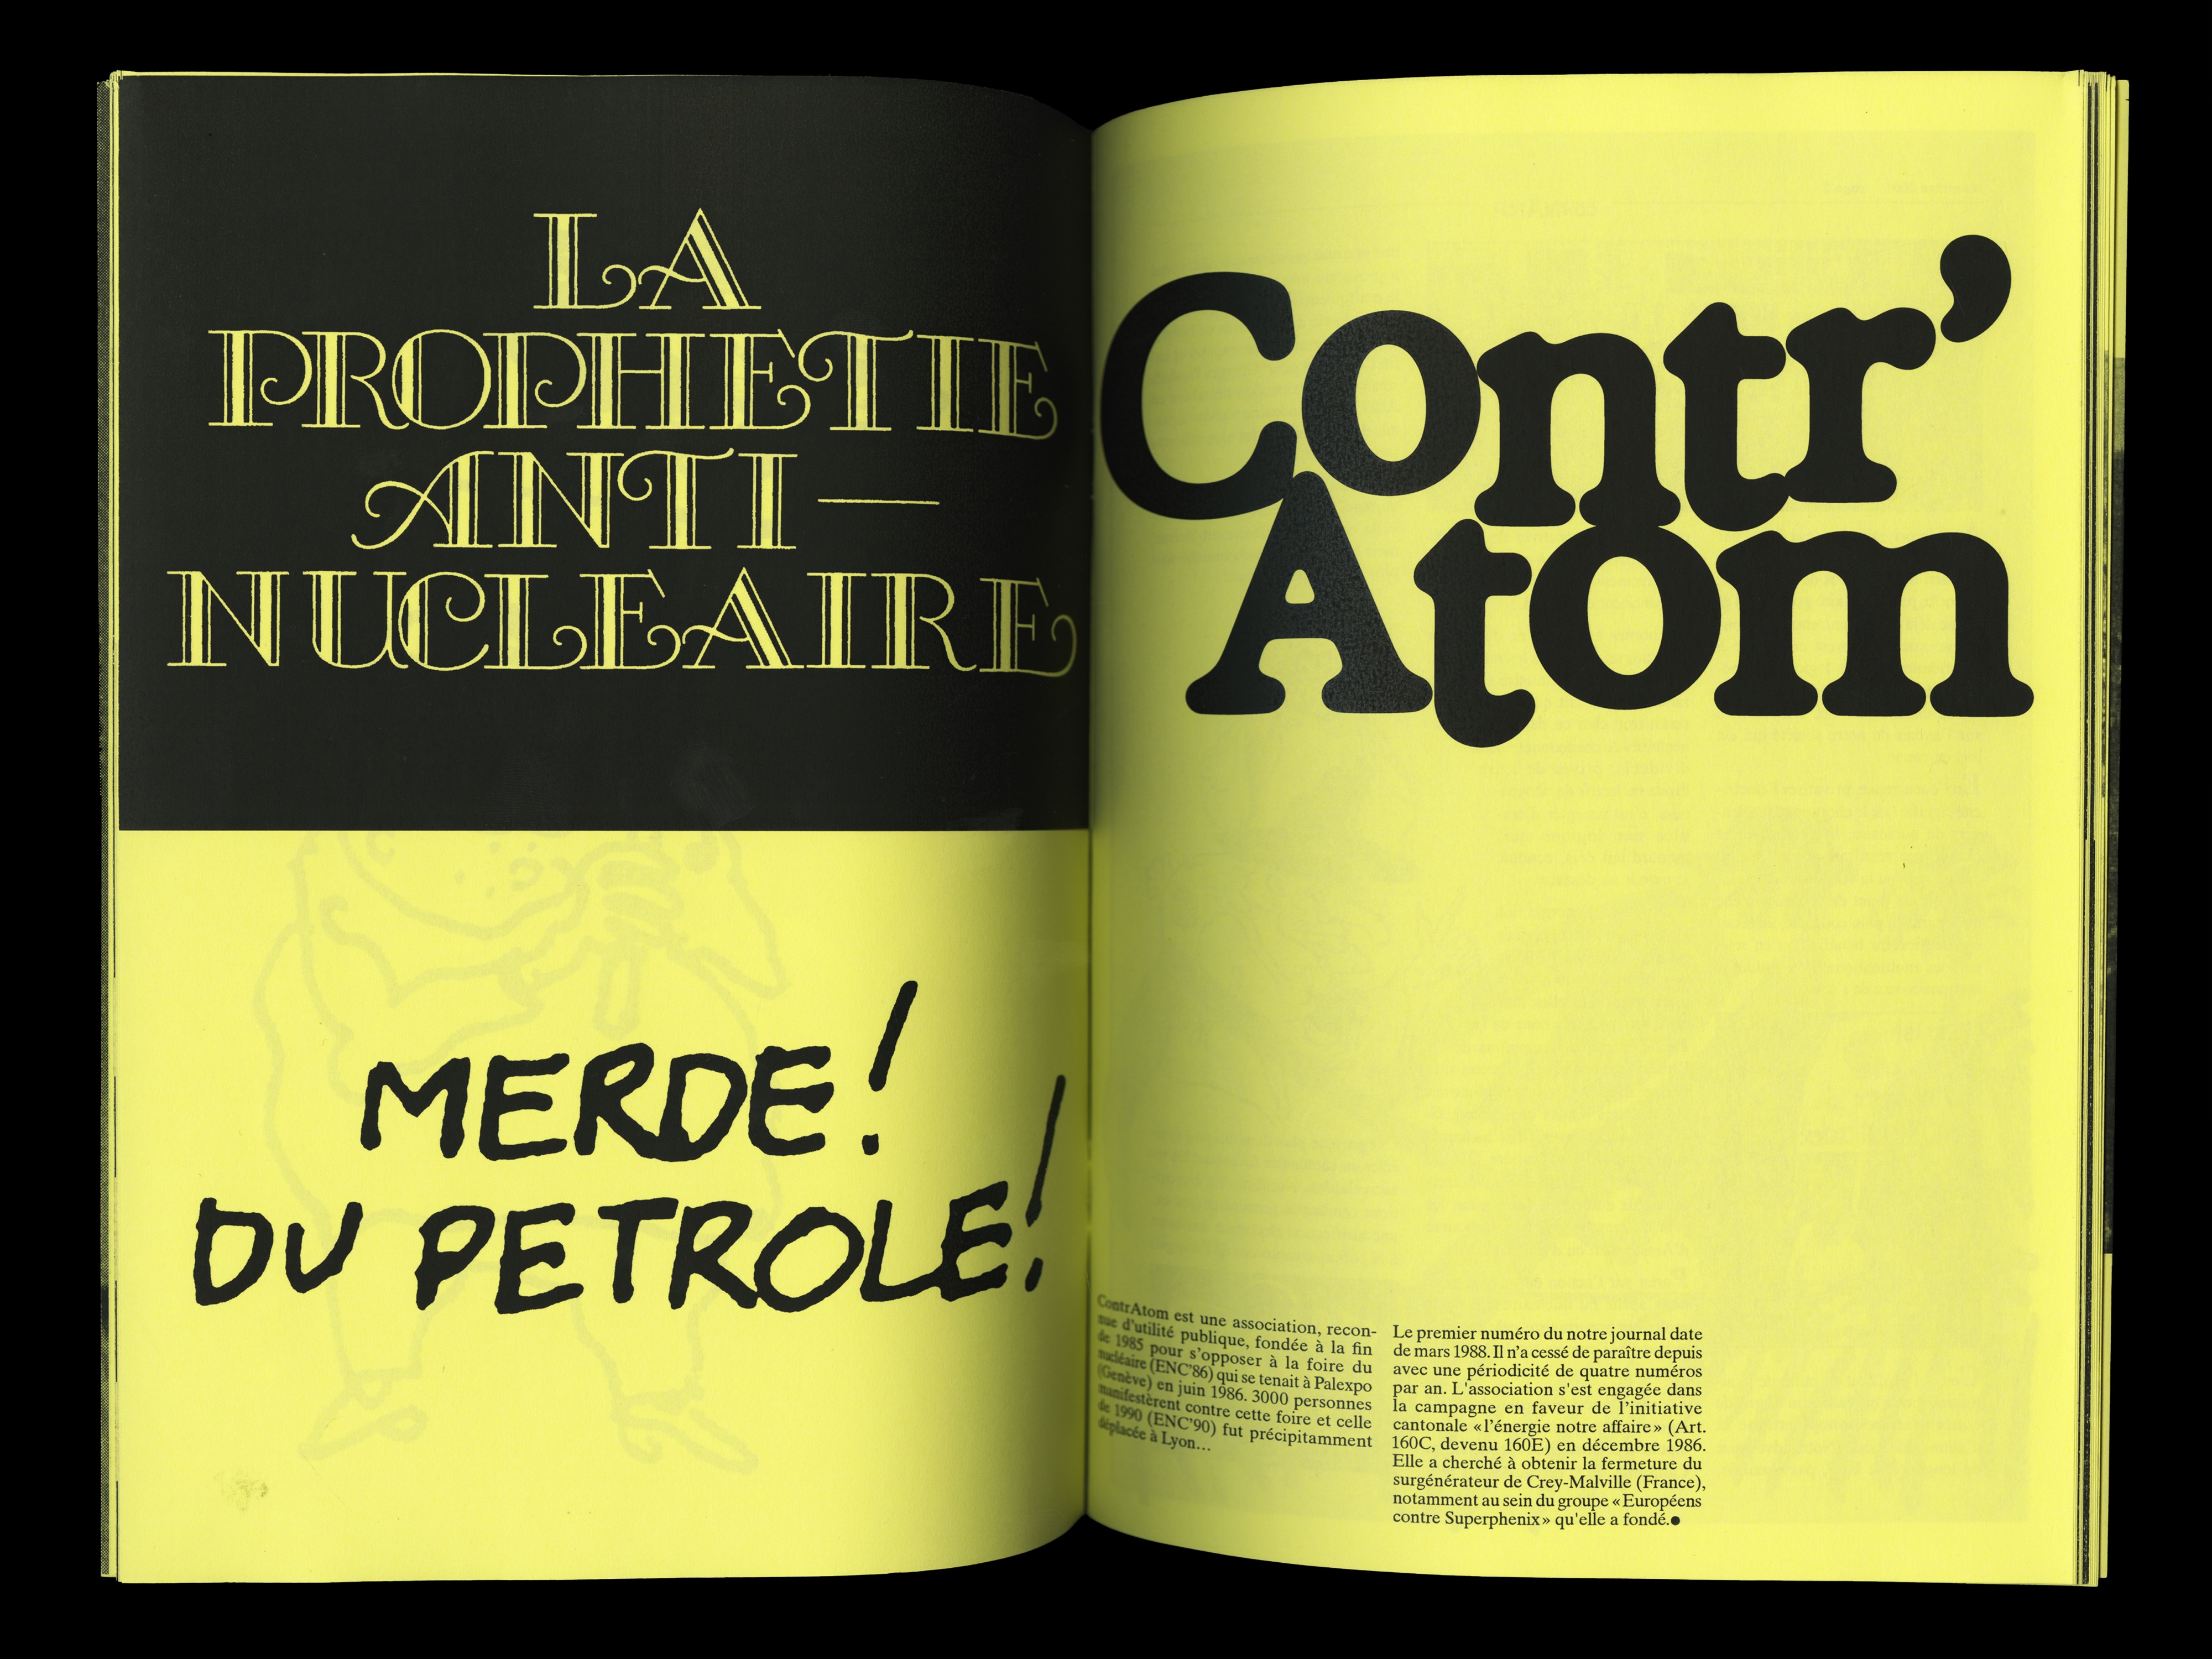 LA
PROPHETIE
ANTI—
NUCLEAIRE
MERDE!
DU PETROLE!
Contr’
Atom
ContrAtom est une association, recon-
nue d’utilité publique, fondée à la fin
de 1985 pour s’opposer à la foire du
nucléaire (ENC’86) qui se tenait à Palexpo
(Genève) en juin 1986. 3000 personnes
manifestèrent contre cette foire et celle
de 1990 (ENC’90) fut précipitamment
déplacée à Lyon...
Le premier numéro du notre journal date
de mars 1988. Il n’a cessé de paraître depuis
avec une périodicité de quatre numéros
par an. L'association s'est engagée dans
la campagne en faveur de l’initiative
cantonale «l’énergie notre affaire» (Art.
160C, devenu 160E) en décembre 1986.
Elle a cherché à obtenir la fermeture du
surgénérateur de Crey-Malville (France),
notamment au sein du groupe «Européens
contre Superphenix» qu'elle a fondé.●